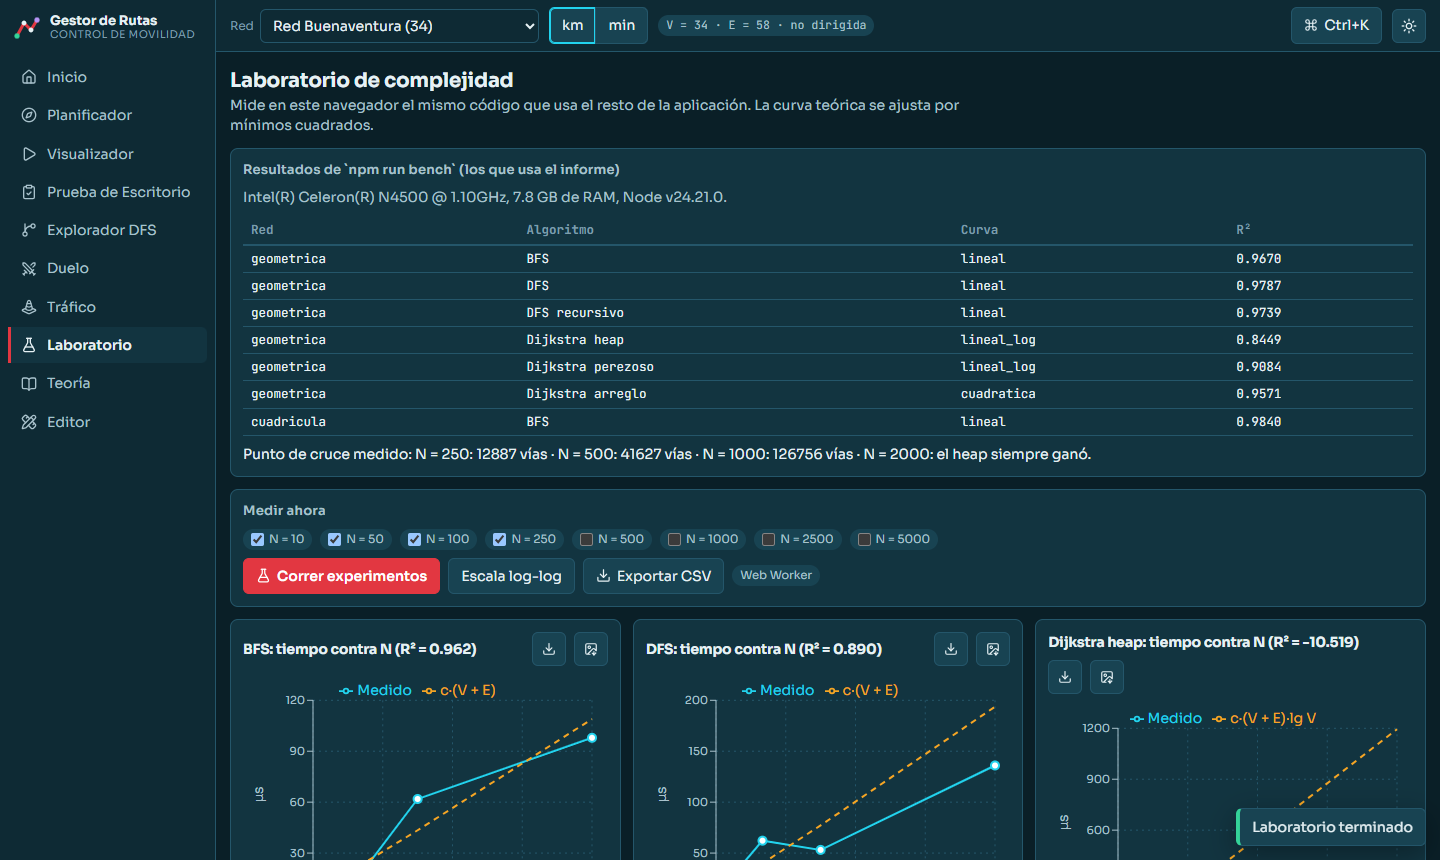 Gestor de Rutas
CONTROL DE MOVILIDAD
Inicio
Planificador
Visualizador
Prueba de Escritorio
Explorador DFS
Duelo
Tráfico
Laboratorio
Teoría
Editor
Red Red Buenaventura (34) km min V = 34 · E = 58 · no dirigida ⌘ Ctrl+K
Laboratorio de complejidad
Mide en este navegador el mismo código que usa el resto de la aplicación. La curva teórica se ajusta por
mínimos cuadrados.
Resultados de `npm run bench` (los que usa el informe)
Intel(R) Celeron(R) N4500 @ 1.10GHz, 7.8 GB de RAM, Node v24.21.0.
Red Algoritmo Curva R²
geometrica BFS lineal 0.9670
geometrica DFS lineal 0.9787
geometrica DFS recursivo lineal 0.9739
geometrica Dijkstra heap lineal_log 0.8449
geometrica Dijkstra perezoso lineal_log 0.9084
geometrica Dijkstra arreglo cuadratica 0.9571
cuadricula BFS lineal 0.9840
Punto de cruce medido: N = 250: 12887 vías · N = 500: 41627 vías · N = 1000: 126756 vías · N = 2000: el heap siempre ganó.
Medir ahora
N = 10 N = 50 N = 100 N = 250 N = 500 N = 1000 N = 2500 N = 5000
Correr experimentos Escala log-log Exportar CSV Web Worker
BFS: tiempo contra N (R² = 0.962)
Medido c·(V + E)
120
90
60
30
µs
DFS: tiempo contra N (R² = 0.890)
Medido c·(V + E)
200
150
100
50
µs
Dijkstra heap: tiempo contra N (R² = -10.519)
Medido c·(V + E)·lg V
1200
900
600
µs
Laboratorio terminado